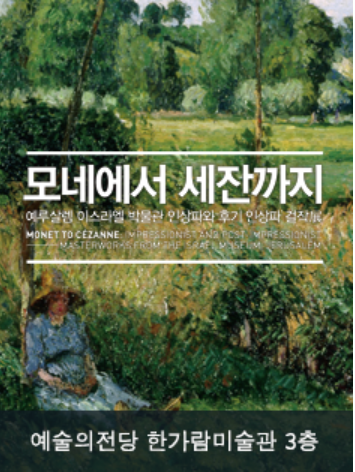 모네에서 세잔까지
예루살렘 이스라엘 박물관 인상파와 후기 인상파 걸작展
MONET TO CÉZANNE: IMPRESSIONIST AND POST-IMPRESSIONIST
MASTERWORKS FROM THE ISRAEL MUSEUM, JERUSALEM
예술의전당 한가람미술관 3층